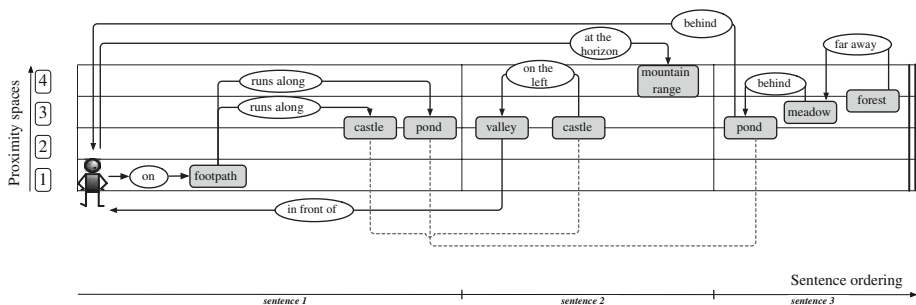 behind
at the
horizon
far away
Proximity spaces
4
3
2
1
runs along
runs along
on the
left
mountain
range
behind
forest
meadow
castle
pond
valley
castle
pond
on
footpath
in front of
Sentence ordering
sentence 1
sentence 2
sentence 3